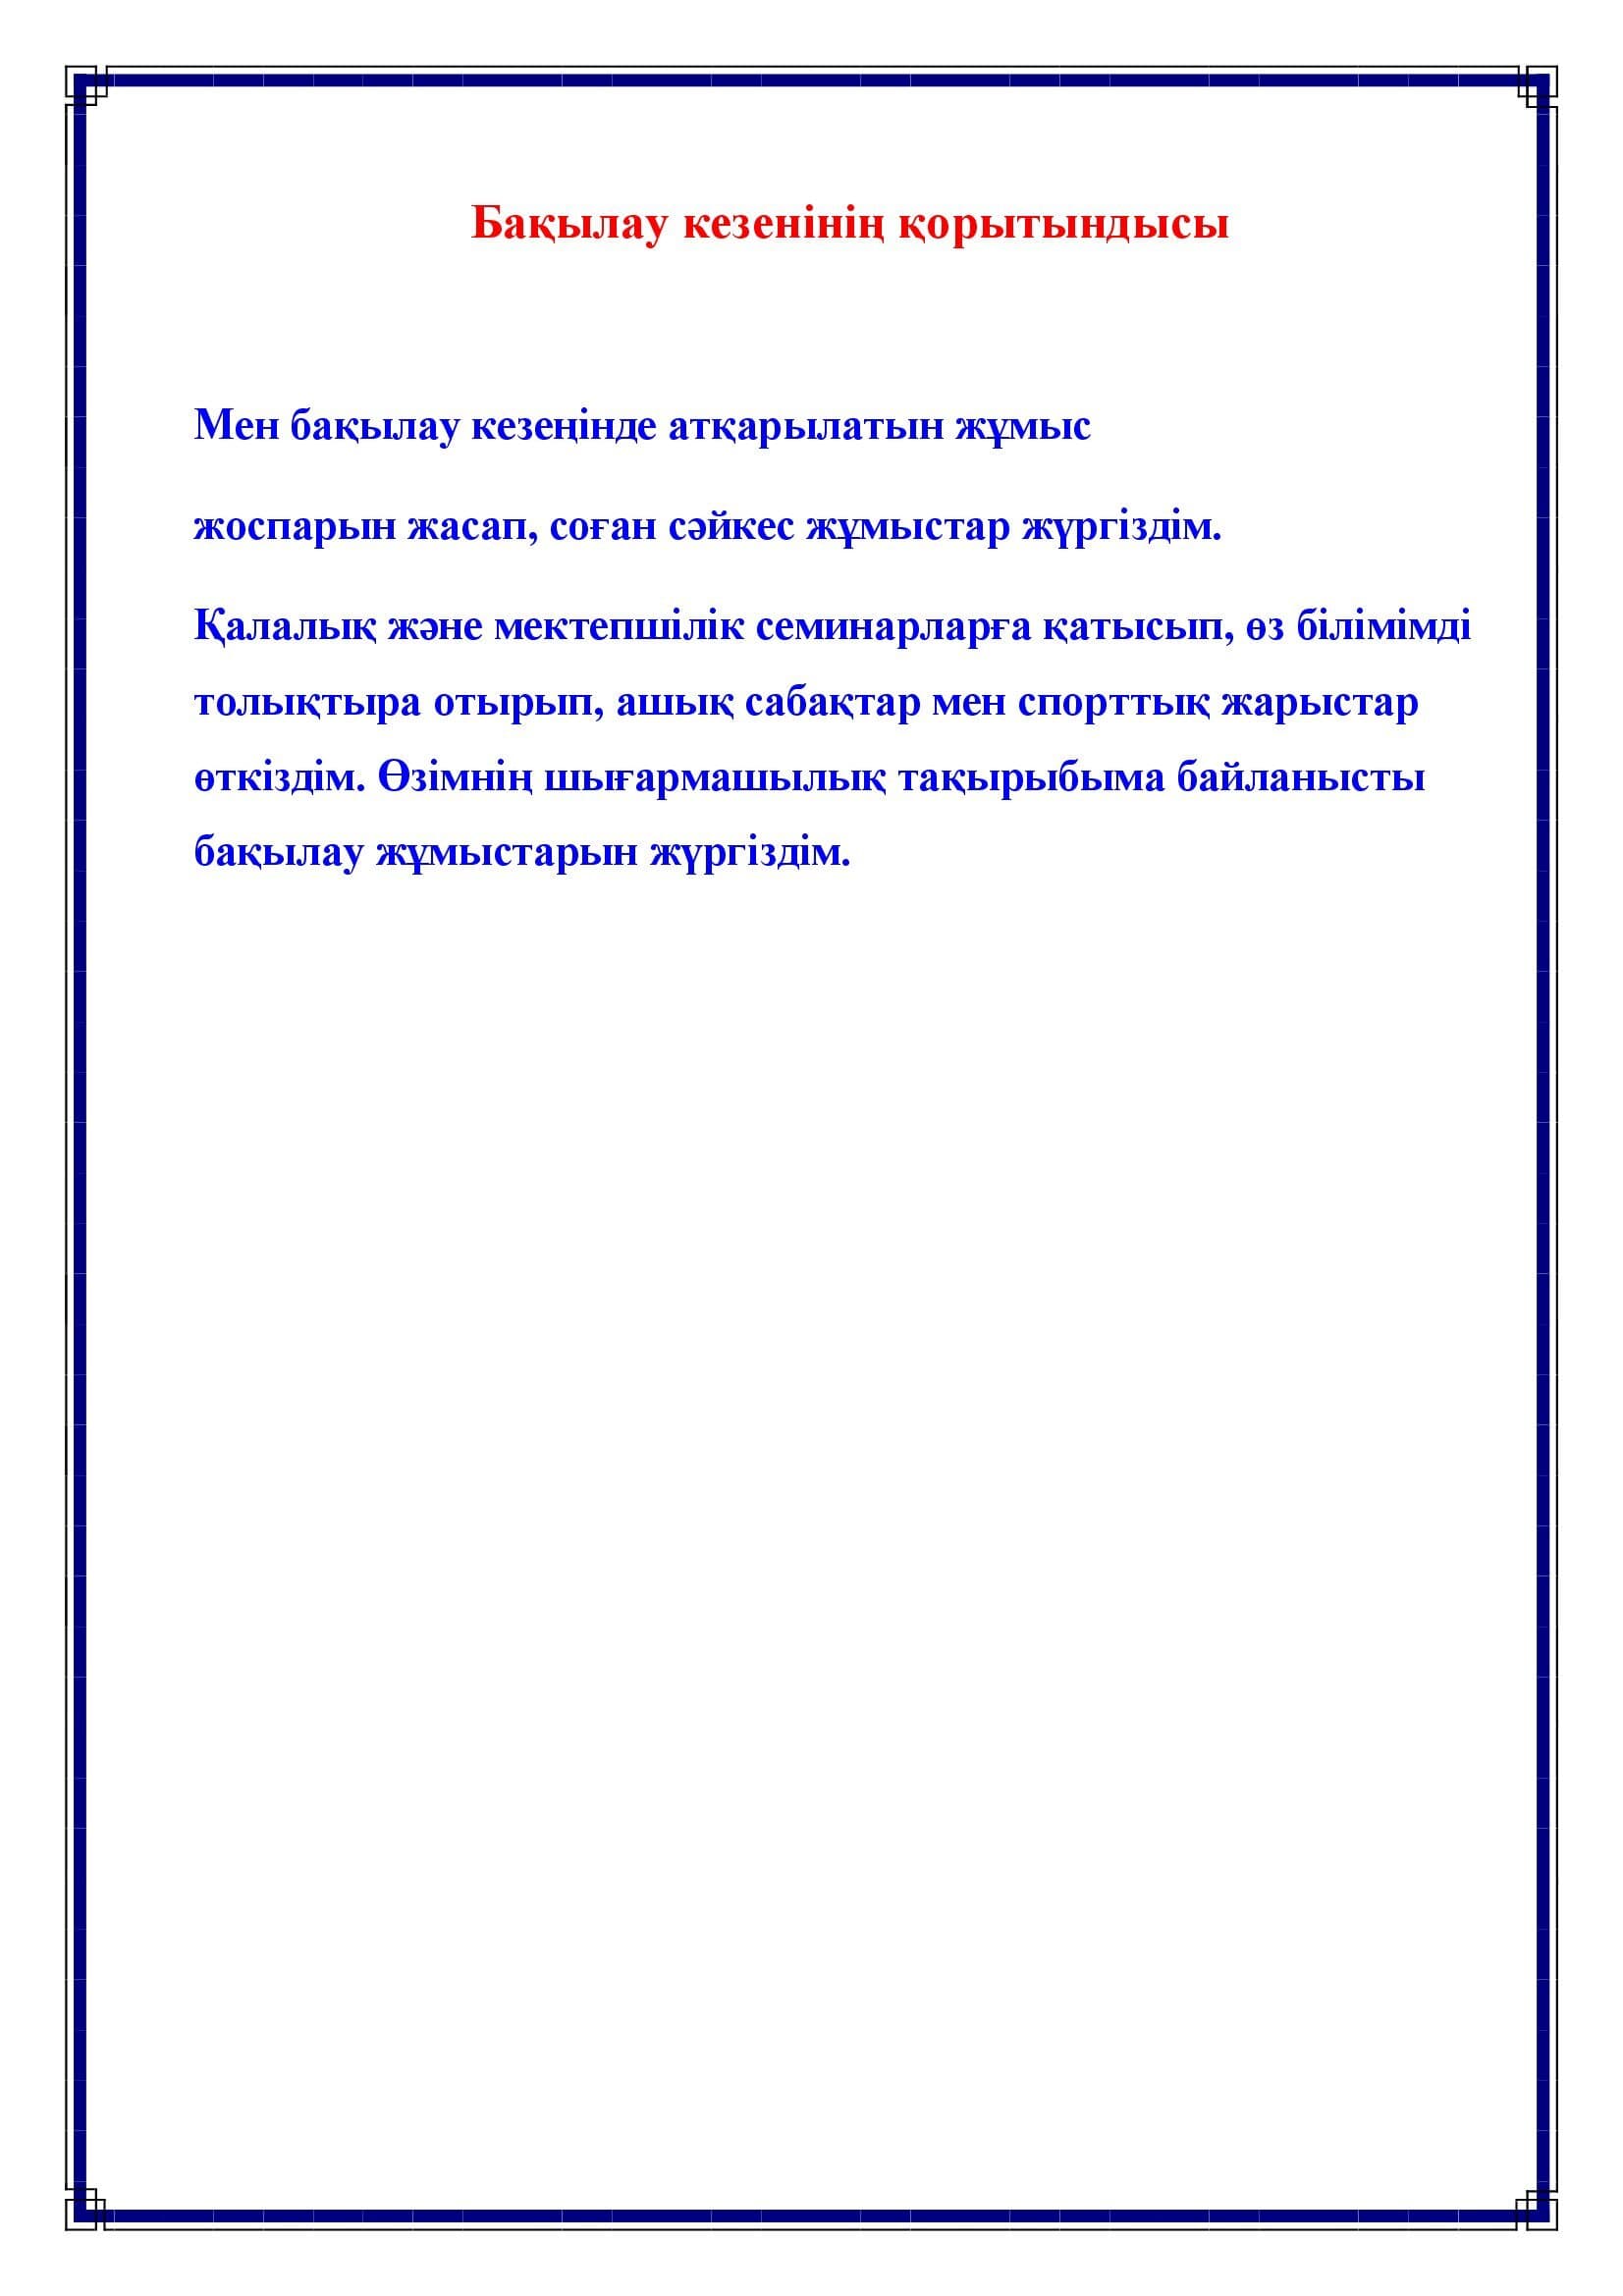 Бақылау кезенінің қорытындысы
Мен бақылау кезеңінде атқарылатын жұмыс
жоспарын жасап, соған сәйкес жұмыстар жүргіздім.
Қалалық және мектепшілік семинарларға қатысып, өз білімімді
толықтыра отырып, ашық сабақтар мен спорттық жарыстар
өткіздім. Өзімнің шығармашылық тақырыбыма байланысты
бақылау жұмыстарын жүргіздім.